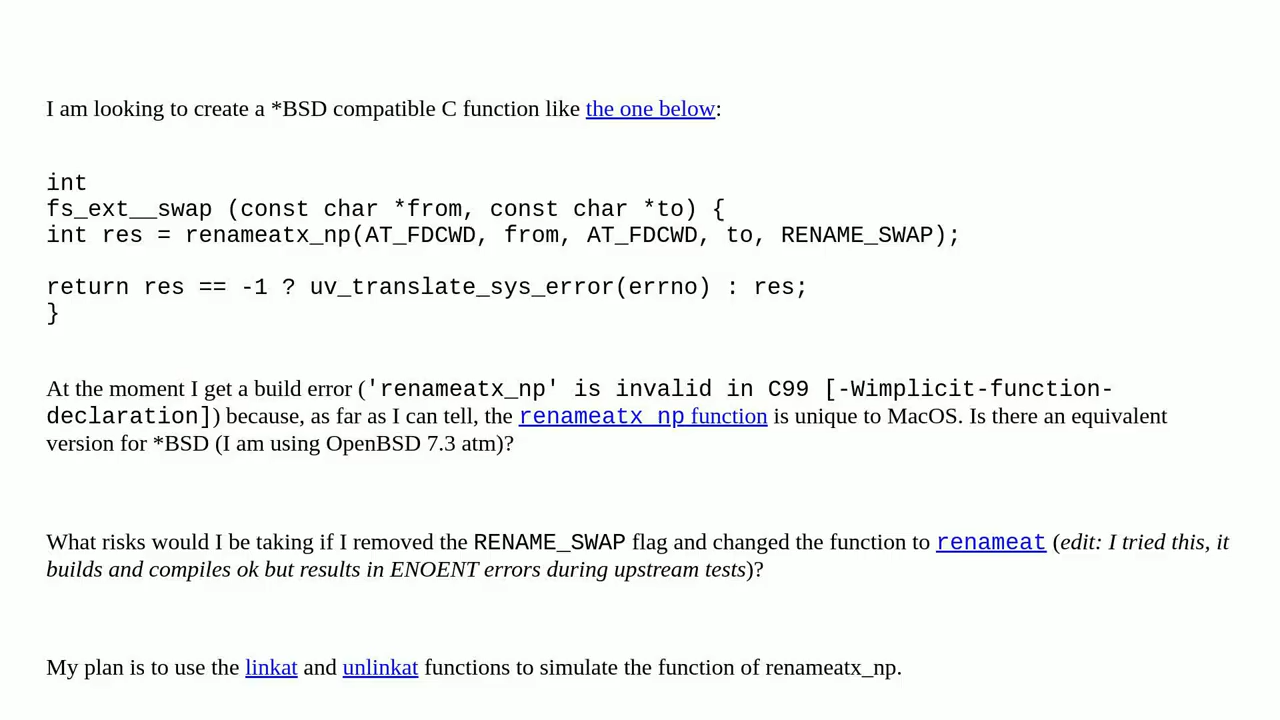 I am looking to create a *BSD compatible C function like the one below:
int
fs_ext__swap (const char *from, const char *to) {
int res = renameatx_np(AT_FDCWD, from, AT_FDCWD, to, RENAME_SWAP);
return res == -1 ? uv_translate_sys_error(errno) : res;
}
At the moment I get a build error ('renameatx_np' is invalid in C99 [-Wimplicit-function-
declaration]) because, as far as I can tell, the renameatx_np function is unique to MacOS. Is there an equivalent
version for *BSD (I am using OpenBSD 7.3 atm)?
What risks would I be taking if I removed the RENAME_SWAP flag and changed the function to renameat (edit: I tried this, it
builds and compiles ok but results in ENOENT errors during upstream tests)?
My plan is to use the linkat and unlinkat functions to simulate the function of renameatx_np.